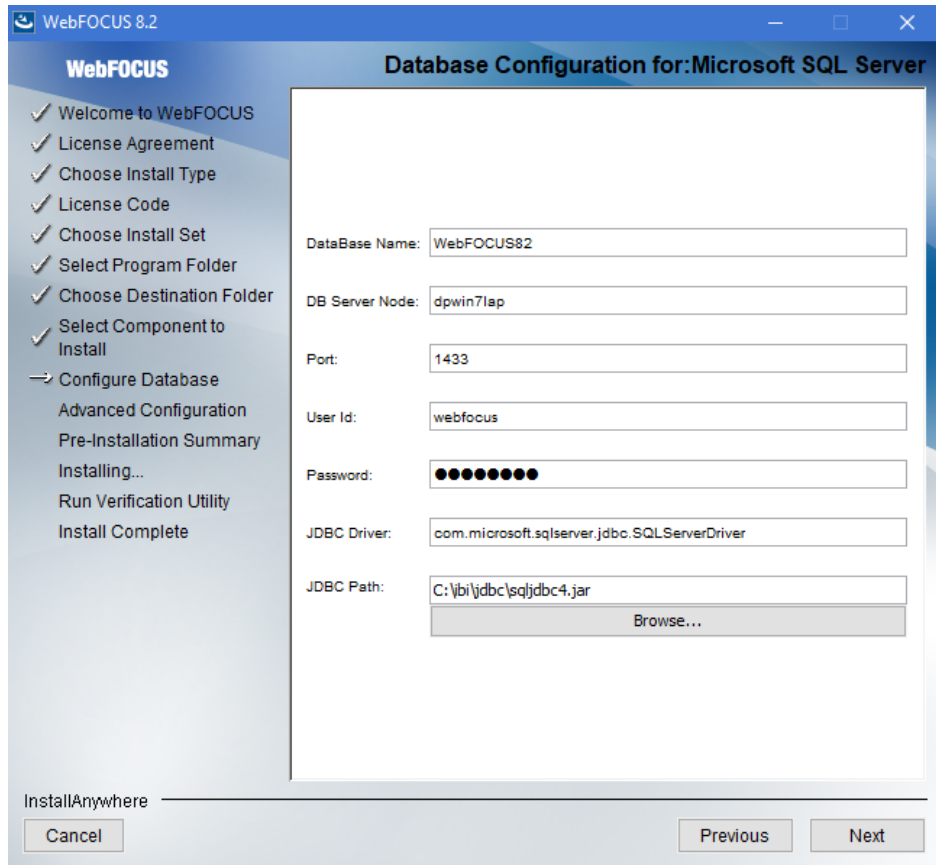 WebFOCUS 8.2
WebFOCUS
Database Configuration for:Microsoft SQL Server
Welcome to WebFOCUS
License Agreement
Choose Install Type
License Code
Choose Install Set
Select Program Folder
Choose Destination Folder
Select Component to
Install
Configure Database
Advanced Configuration
Pre-Installation Summary
Installing...
Run Verification Utility
Install Complete
DataBase Name: WebFOCUS82
DB Server Node: dpwin7lap
Port: 1433
User Id: webfocus
Password: ●●●●●●●●
JDBC Driver: com.microsoft.sqlserver.jdbc.SQLServerDriver
JDBC Path: C:\ibi\jdbc\sqljdbc4.jar
Browse...
InstallAnywhere
Cancel Previous Next